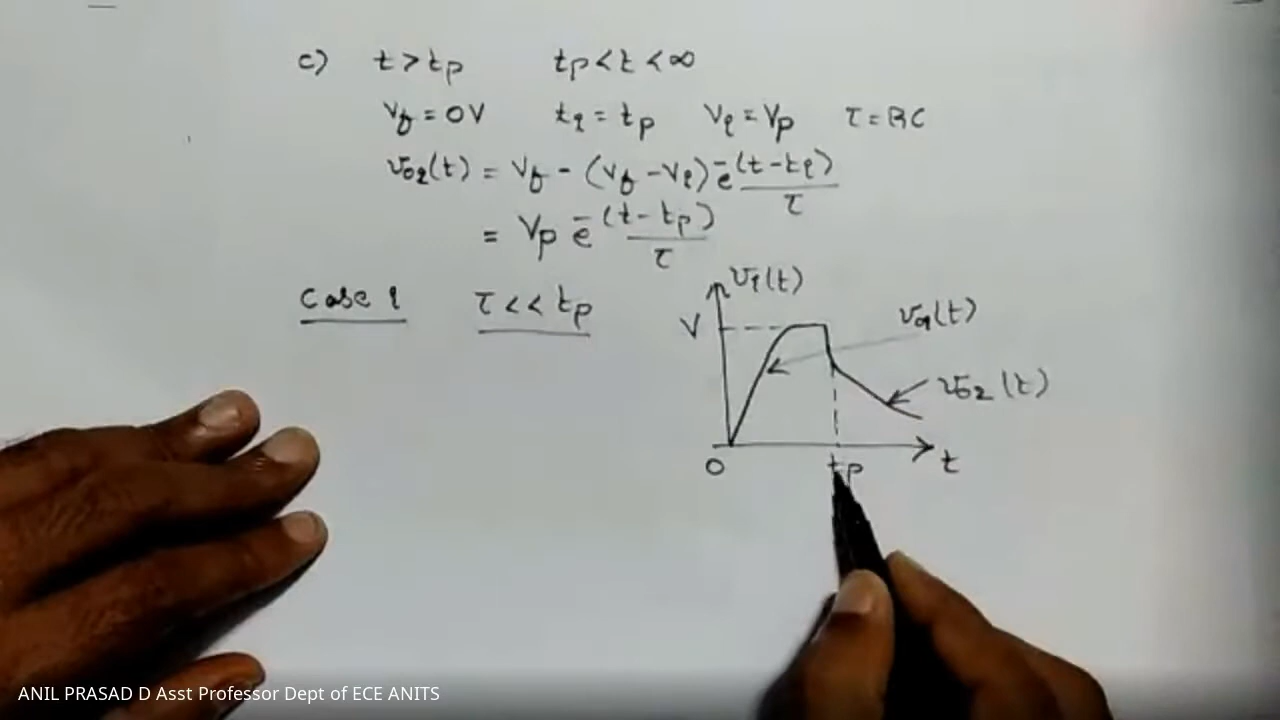 c) t > tp tp < t < ∞
Vf = 0V ti = tp Vi = Vp τ = RC
vo2(t) = Vf - (Vf - Vi) e^-(t-ti)/τ
= Vp e^-(t-tp)/τ
Case 1 τ << tp
vi(t)
V
vo1(t)
vo2(t)
0 tp t
ANIL PRASAD D Asst Professor Dept of ECE ANITS